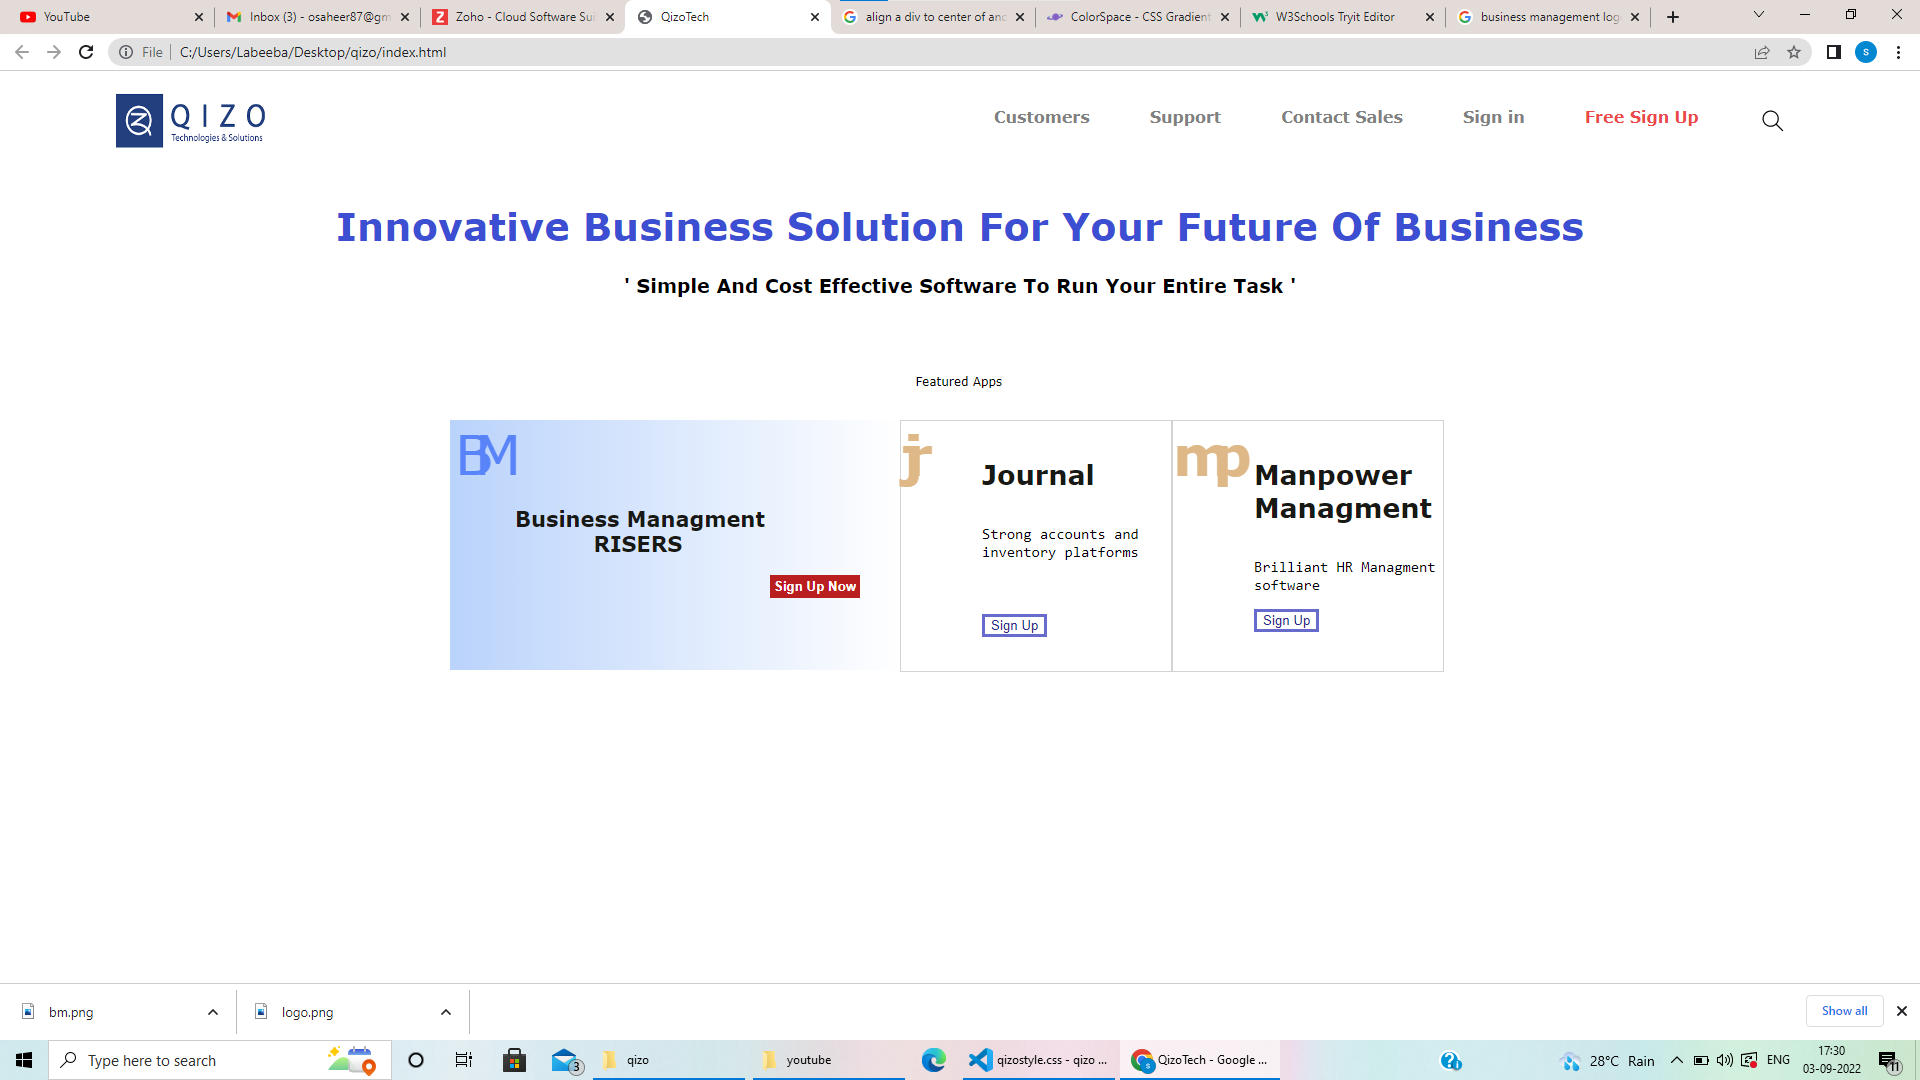 YouTube
Inbox (3) - osaheer87@gm
Zoho - Cloud Software Sui
QizoTech
align a div to center of anc
ColorSpace - CSS Gradient
W3Schools Tryit Editor
business management log
File
C:/Users/Labeeba/Desktop/qizo/index.html
s
QIZO
Technologies & Solutions
Customers
Support
Contact Sales
Sign in
Free Sign Up
Innovative Business Solution For Your Future Of Business
' Simple And Cost Effective Software To Run Your Entire Task '
Featured Apps
BM
Business Managment
RISERS
Sign Up Now
jr
Journal
Strong accounts and
inventory platforms
Sign Up
mp
Manpower
Managment
Brilliant HR Managment
software
Sign Up
bm.png
logo.png
Show all
Type here to search
3
qizo
youtube
qizostyle.css - qizo ...
QizoTech - Google ...
28°C Rain
ENG
17:30
03-09-2022
11